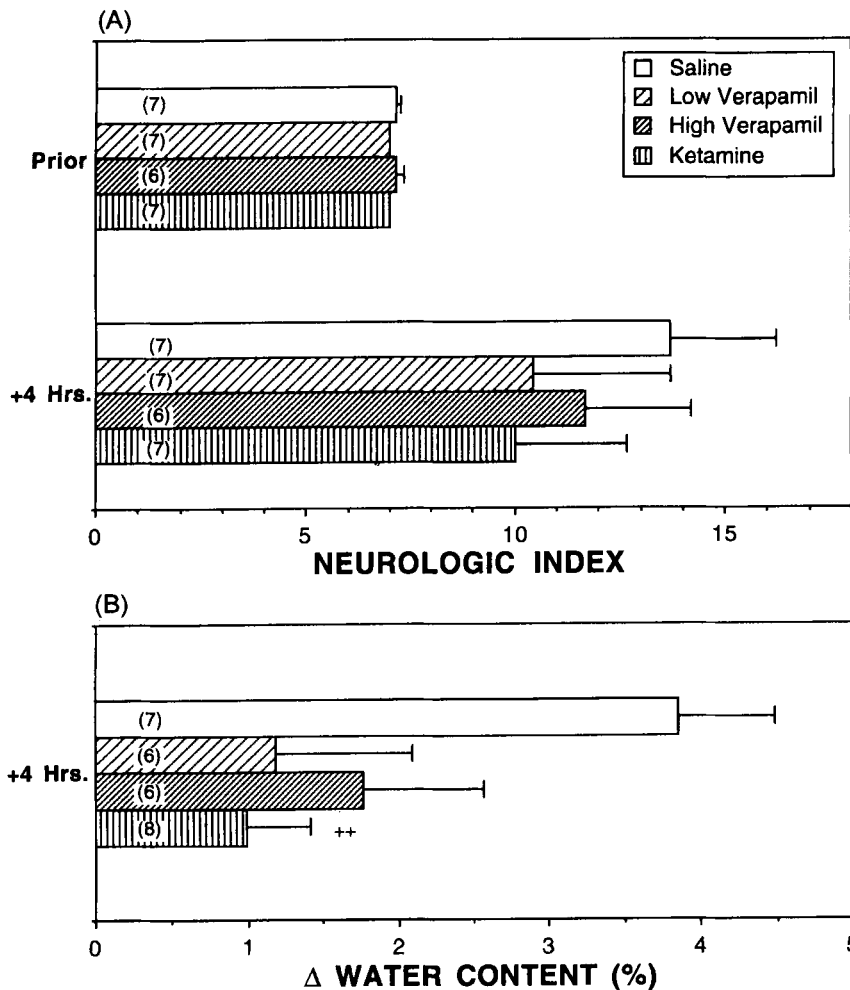 (A)
Saline
Low Verapamil
High Verapamil
Ketamine
Prior
(7)
(7)
(6)
(7)
+4 Hrs.
(7)
(7)
(6)
(7)
0 5 10 15
NEUROLOGIC INDEX
(B)
+4 Hrs.
(7)
(6)
(6)
(8) ++
0 1 2 3 4 5
Δ WATER CONTENT (%)